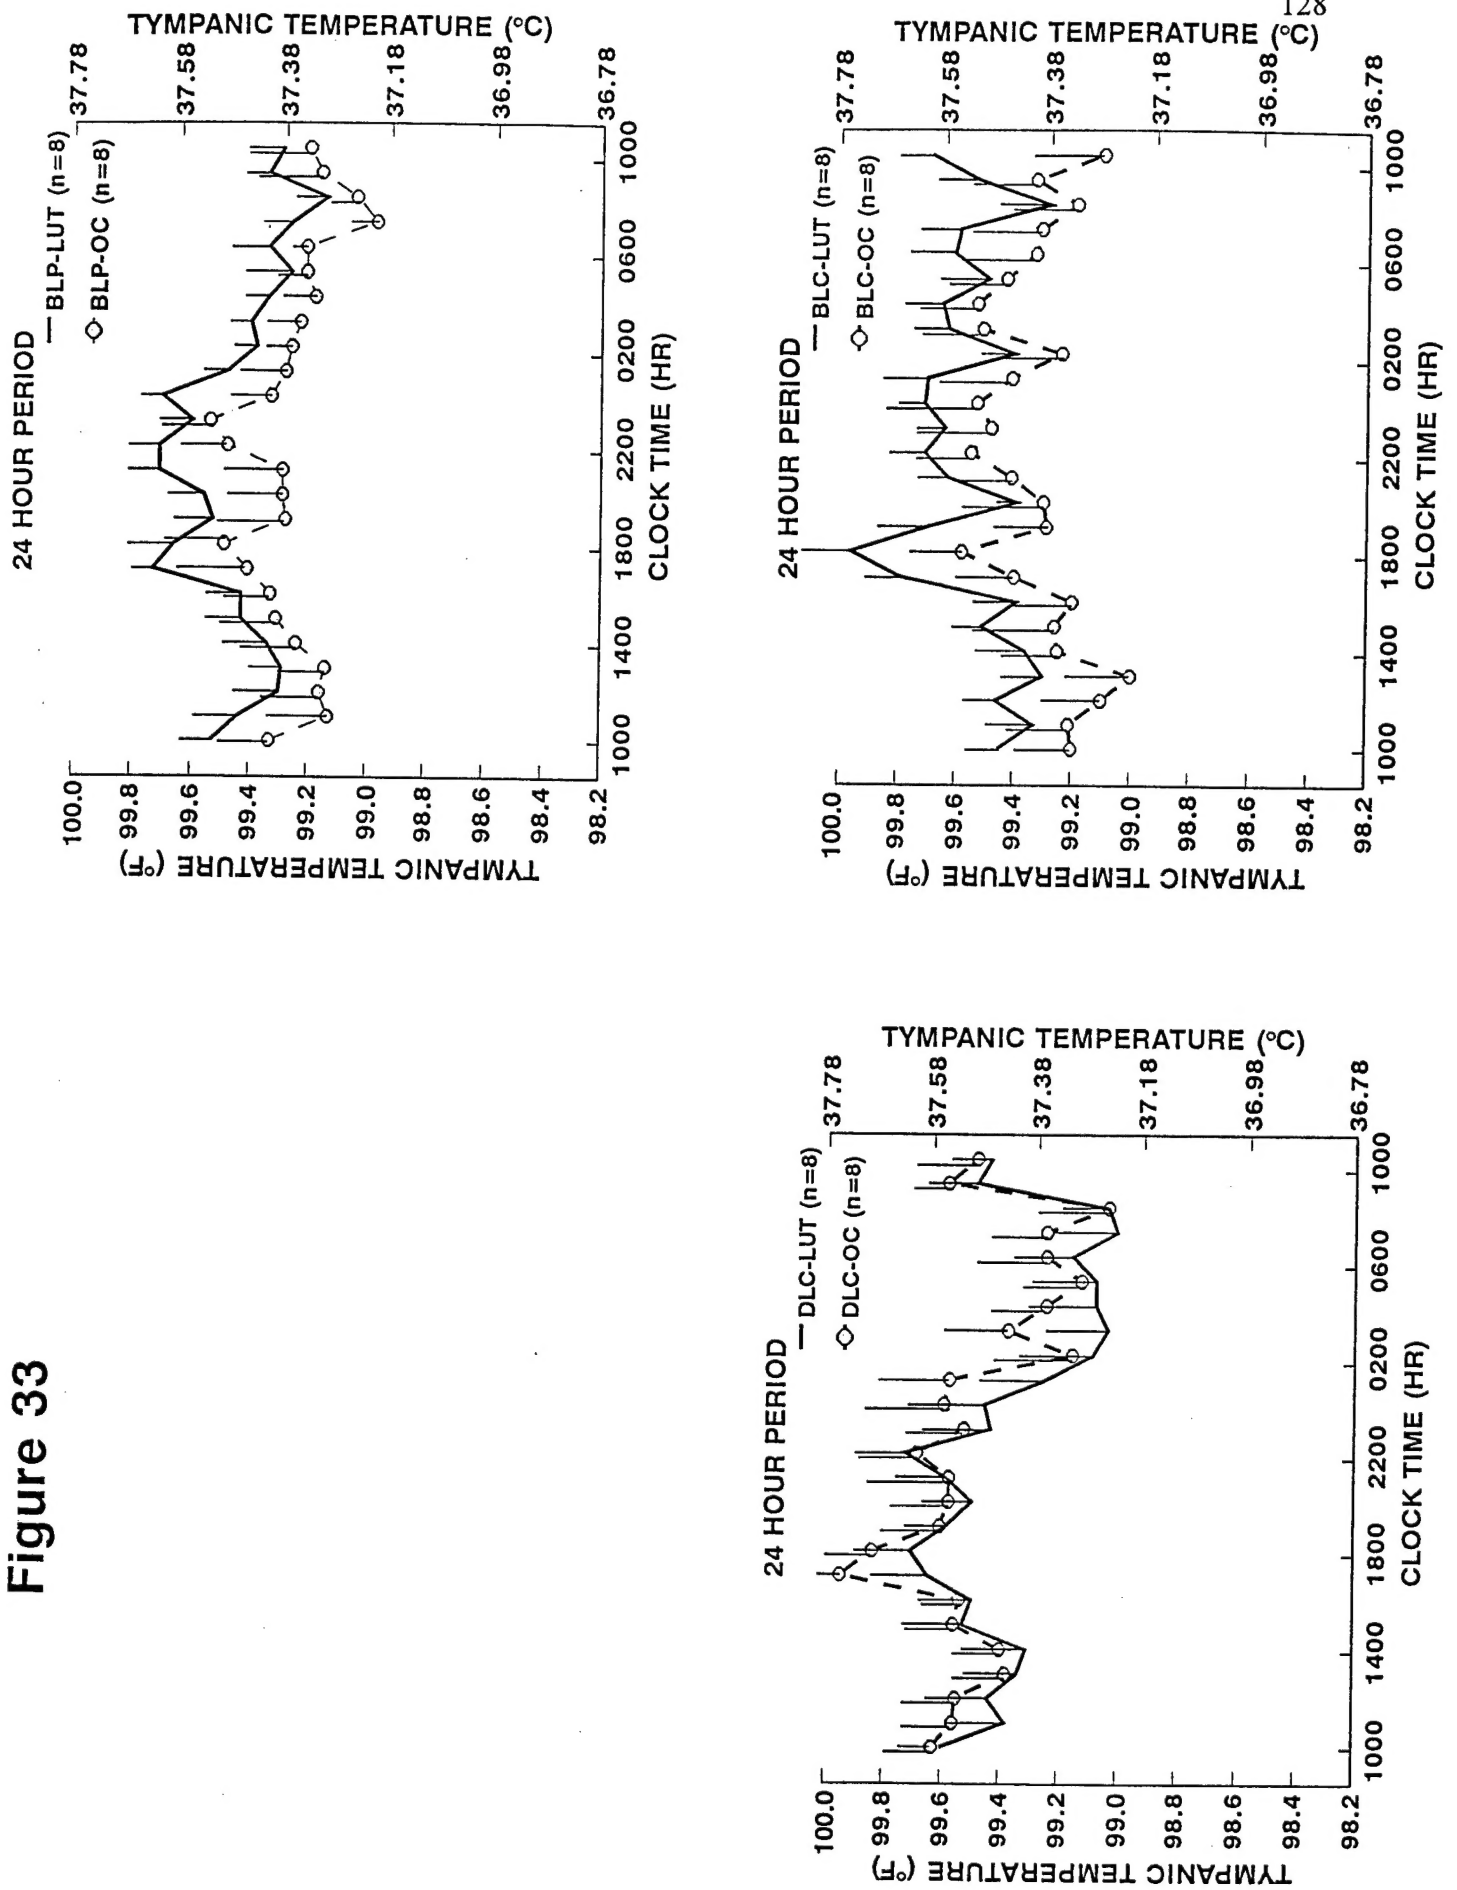 Figure 33
128
24 HOUR PERIOD
DLC-LUT (n=8)
DLC-OC (n=8)
TYMPANIC TEMPERATURE (°F)
100.0
99.8
99.6
99.4
99.2
99.0
98.6
98.4
98.2
TYMPANIC TEMPERATURE (°C)
37.78
37.58
37.38
37.18
36.98
36.78
1000 1400 1800 2200 0200 0600 1000
CLOCK TIME (HR)
24 HOUR PERIOD
BLP-LUT (n=8)
BLP-OC (n=8)
TYMPANIC TEMPERATURE (°F)
100.0
99.8
99.6
99.4
99.2
99.0
98.6
98.4
98.2
TYMPANIC TEMPERATURE (°C)
37.78
37.58
37.38
37.18
36.98
36.78
1000 1400 1800 2200 0200 0600 1000
CLOCK TIME (HR)
24 HOUR PERIOD
BLC-LUT (n=8)
BLC-OC (n=8)
TYMPANIC TEMPERATURE (°F)
100.0
99.8
99.6
99.4
99.2
99.0
98.6
98.4
98.2
TYMPANIC TEMPERATURE (°C)
37.78
37.58
37.38
37.18
36.98
36.78
1000 1400 1800 2200 0200 0600 1000
CLOCK TIME (HR)